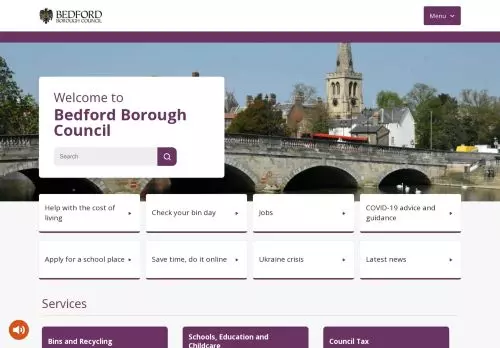 BEDFORD
BOROUGH COUNCIL
Menu
Welcome to
Bedford Borough
Council
Search
Help with the cost of
living
Check your bin day
Jobs
COVID-19 advice and
guidance
Apply for a school place
Save time, do it online
Ukraine crisis
Latest news
Services
Bins and Recycling
Schools, Education and
Childcare
Council Tax